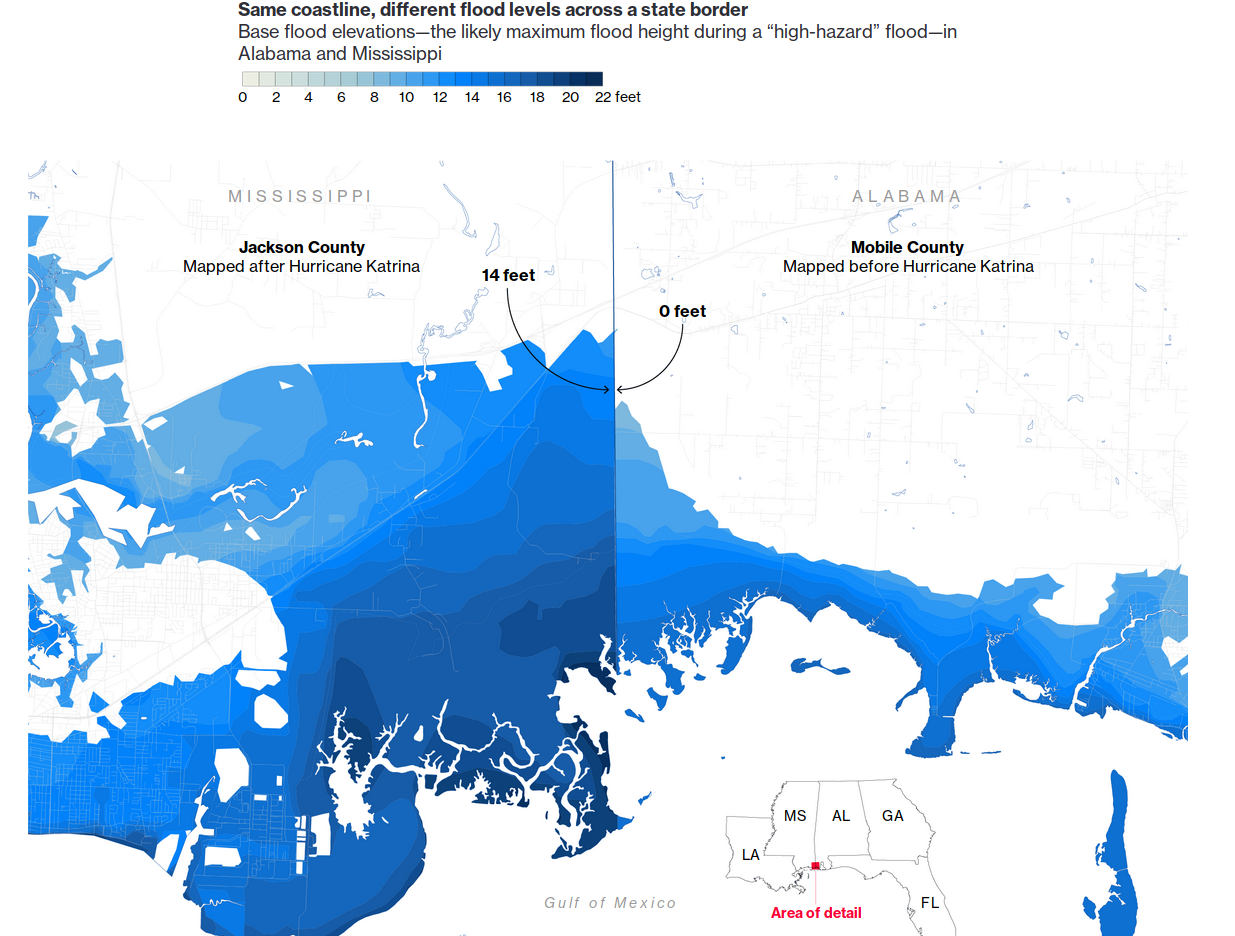 Same coastline, different flood levels across a state border
Base flood elevations—the likely maximum flood height during a “high-hazard” flood—in
Alabama and Mississippi
0 2 4 6 8 10 12 14 16 18 20 22 feet
MISSISSIPPI
ALABAMA
Jackson County
Mapped after Hurricane Katrina
Mobile County
Mapped before Hurricane Katrina
14 feet
0 feet
MS AL GA
LA
FL
Gulf of Mexico
Area of detail